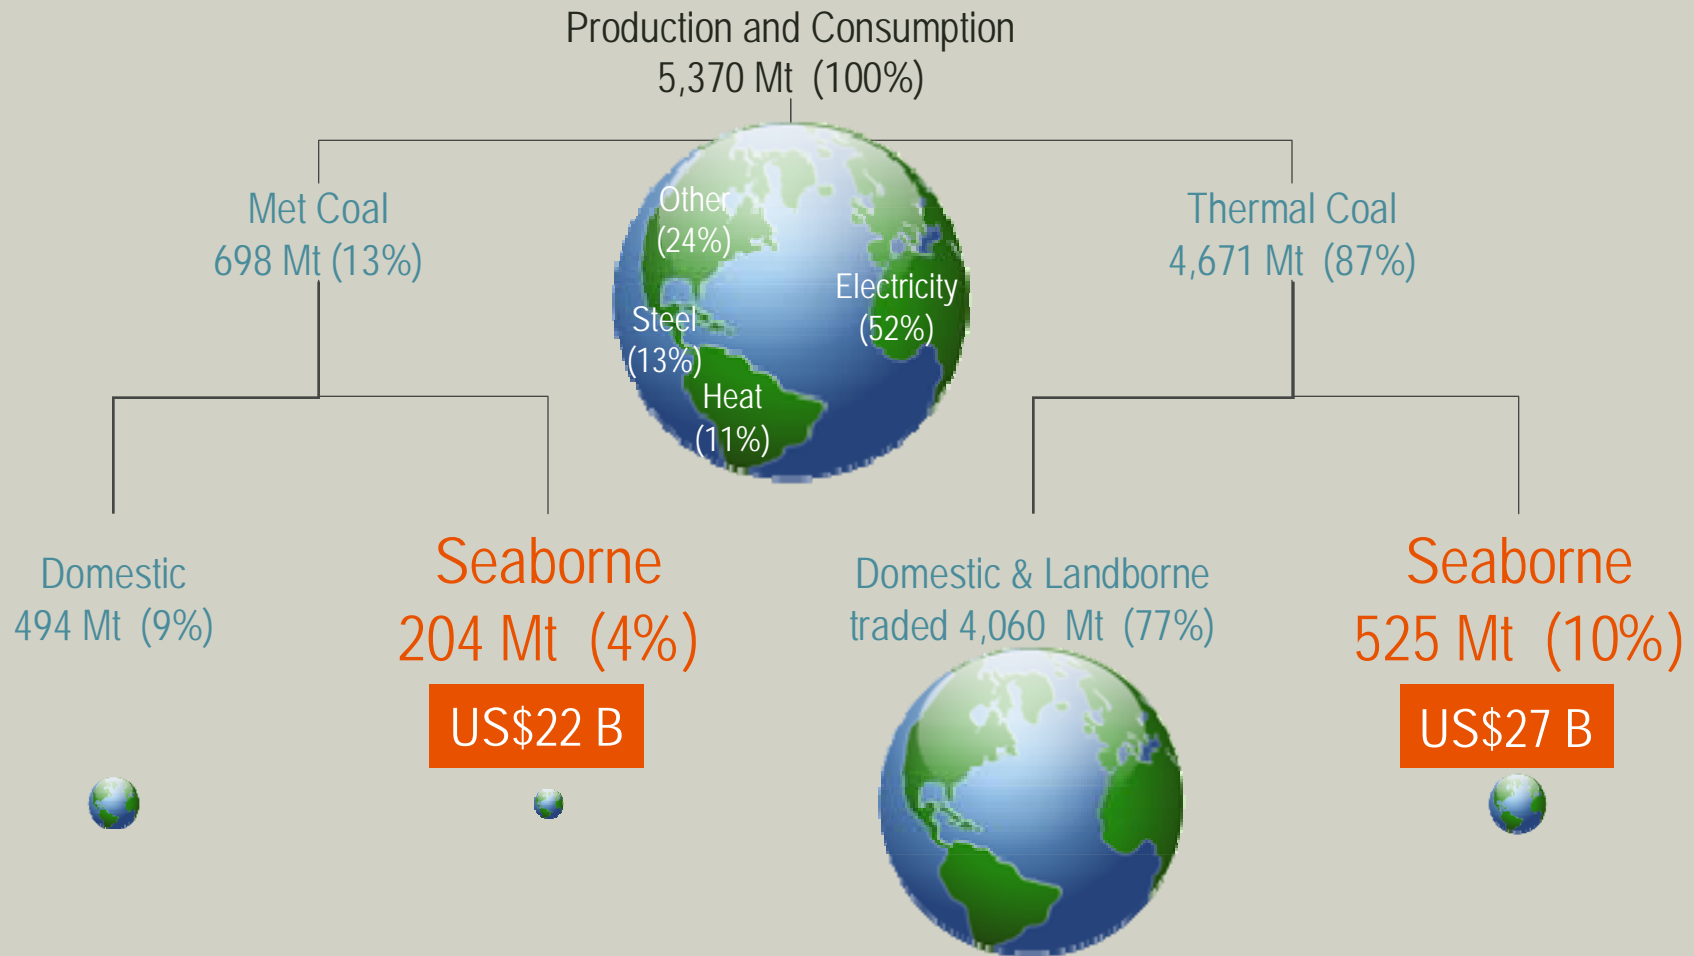 Production and Consumption
5,370 Mt (100%)
Met Coal
698 Mt (13%)
Thermal Coal
4,671 Mt (87%)
Other
(24%)
Electricity
(52%)
Steel
(13%)
Heat
(11%)
Domestic
494 Mt (9%)
Seaborne
204 Mt (4%)
US$22 B
Domestic & Landborne
traded 4,060 Mt (77%)
Seaborne
525 Mt (10%)
US$27 B